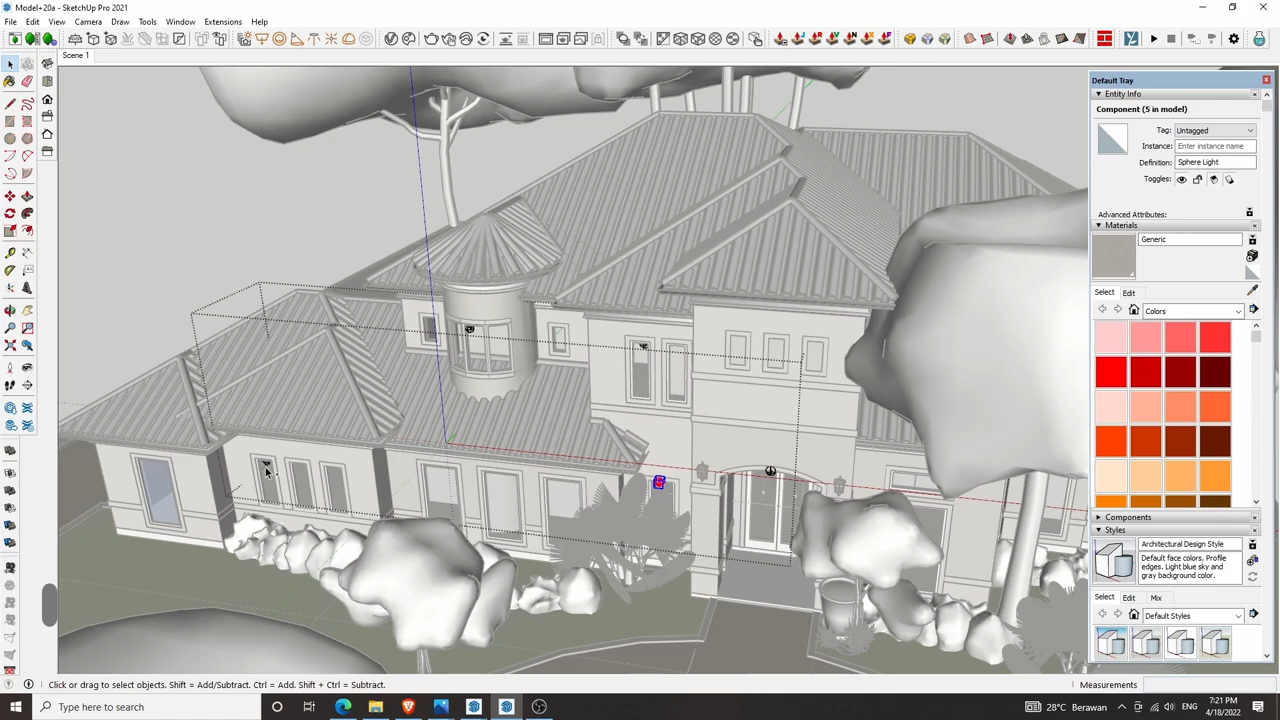 Model+20a - SketchUp Pro 2021
File Edit View Camera Draw Tools Window Extensions Help
Scene 1
Default Tray
Entity Info
Component (5 in model)
Tag: Untagged
Instance: Enter instance name
Definition: Sphere Light
Toggles:
Advanced Attributes:
Materials
Generic
Select Edit
Colors
Components
Styles
Architectural Design Style
Default face colors. Profile
edges. Light blue sky and
gray background color.
Select Edit Mix
Default Styles
Click or drag to select objects. Shift = Add/Subtract. Ctrl = Add. Shift + Ctrl = Subtract.
Measurements
Type here to search
28°C Berawan
ENG
7:21 PM
4/18/2022